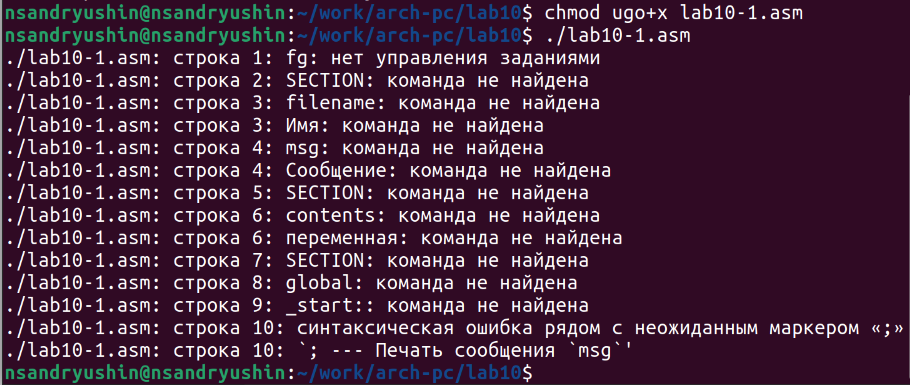 nsandryushin@nsandryushin:~/work/arch-pc/lab10$ chmod ugo+x lab10-1.asm
nsandryushin@nsandryushin:~/work/arch-pc/lab10$ ./lab10-1.asm
./lab10-1.asm: строка 1: fg: нет управления заданиями
./lab10-1.asm: строка 2: SECTION: команда не найдена
./lab10-1.asm: строка 3: filename: команда не найдена
./lab10-1.asm: строка 3: Имя: команда не найдена
./lab10-1.asm: строка 4: msg: команда не найдена
./lab10-1.asm: строка 4: Сообщение: команда не найдена
./lab10-1.asm: строка 5: SECTION: команда не найдена
./lab10-1.asm: строка 6: contents: команда не найдена
./lab10-1.asm: строка 6: переменная: команда не найдена
./lab10-1.asm: строка 7: SECTION: команда не найдена
./lab10-1.asm: строка 8: global: команда не найдена
./lab10-1.asm: строка 9: _start:: команда не найдена
./lab10-1.asm: строка 10: синтаксическая ошибка рядом с неожиданным маркером «;»
./lab10-1.asm: строка 10: `; --- Печать сообщения `msg`'
nsandryushin@nsandryushin:~/work/arch-pc/lab10$